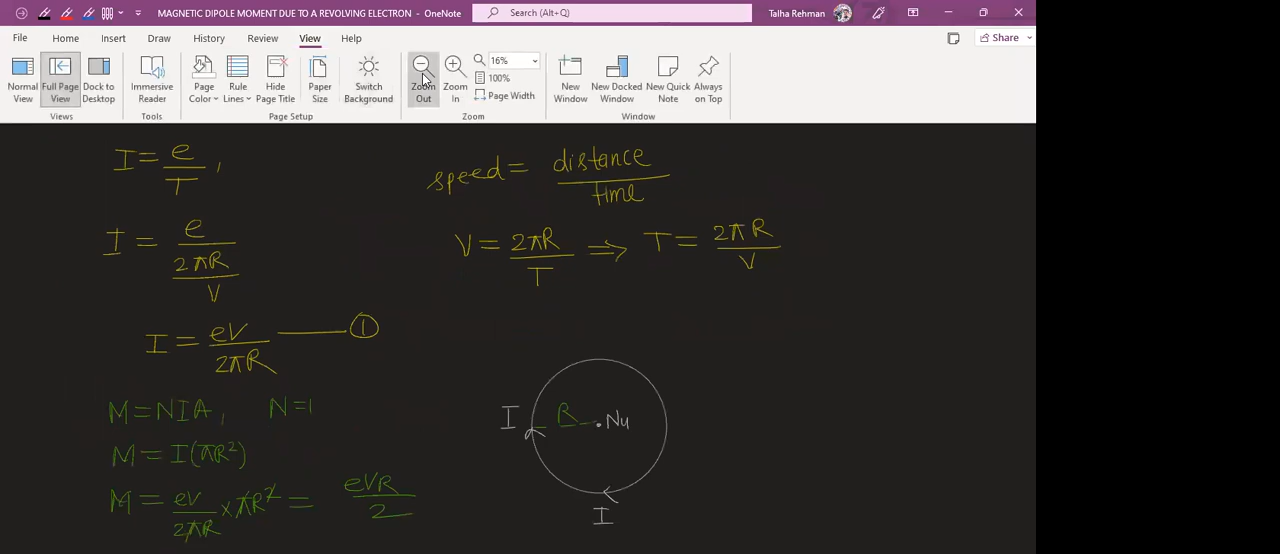 MAGNETIC DIPOLE MOMENT DUE TO A REVOLVING ELECTRON - OneNote
Search (Alt+Q)
Talha Rehman
File Home Insert Draw History Review View Help
Share
Normal View
Full Page View
Dock to Desktop
Immersive Reader
Page Color
Rule Lines
Hide Page Title
Paper Size
Switch Background
Zoom Out
Zoom In
16%
100%
Page Width
New Window
New Docked Window
New Quick Note
Always on Top
Views
Tools
Page Setup
Zoom
Window
I = e/T,
speed = distance/time
I = e/(2πR/V)
V = 2πR/T ⇒ T = 2πR/V
I = eV/2πR —— ①
M = NIA, N=1
M = I(πR²)
M = eV/2πR × πR² = eVR/2
I
R
Nu
I